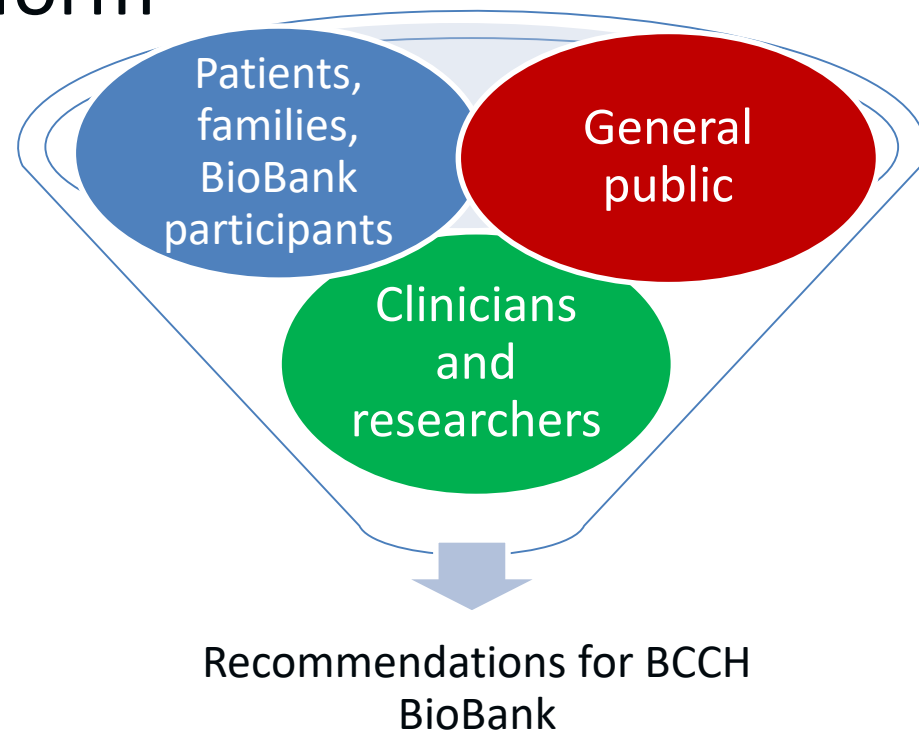 Patients,
families,
BioBank
participants
General
public
Clinicians
and
researchers
Recommendations for BCCH
BioBank